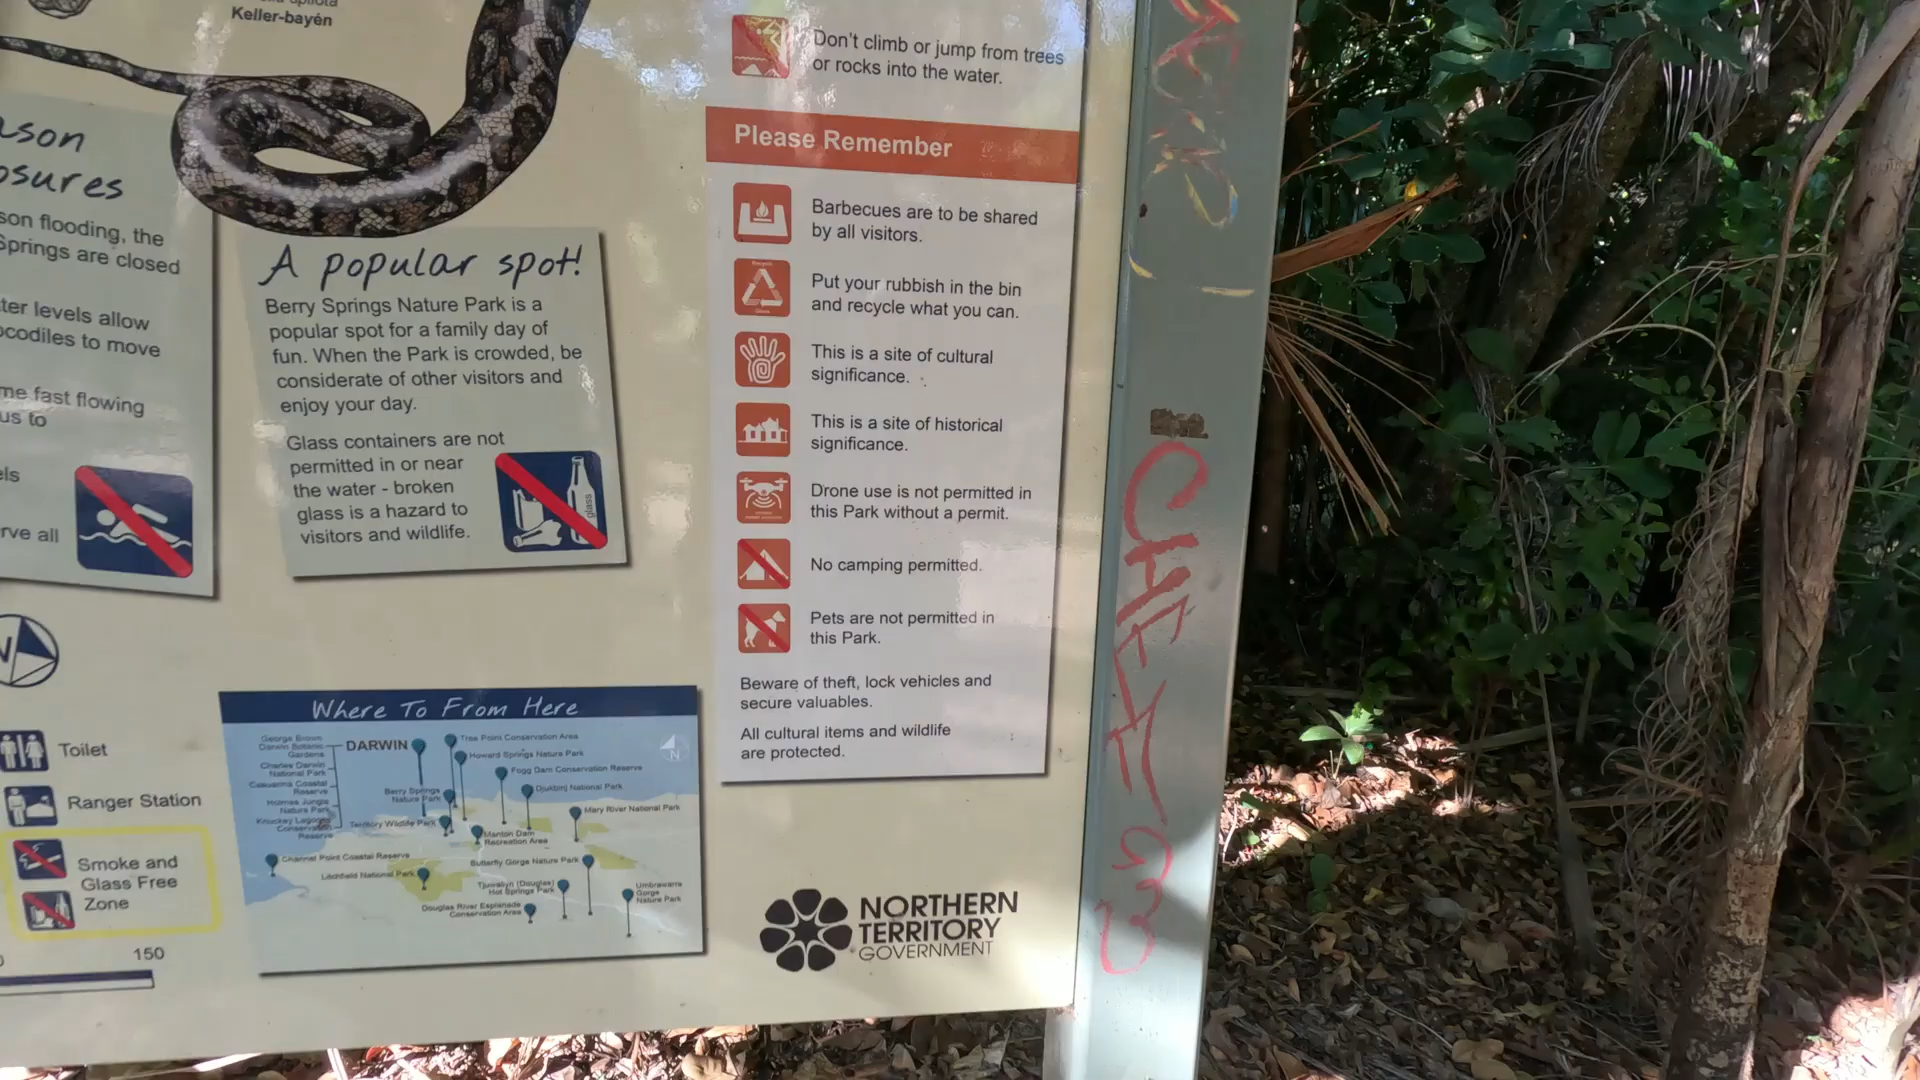 Keller-bayén
Don't climb or jump from trees
or rocks into the water.
Please Remember
Barbecues are to be shared
by all visitors.
Put your rubbish in the bin
and recycle what you can.
This is a site of cultural
significance.
This is a site of historical
significance.
Drone use is not permitted in
this Park without a permit.
No camping permitted.
Pets are not permitted in
this Park.
Beware of theft, lock vehicles and
secure valuables.
All cultural items and wildlife
are protected.
NORTHERN
TERRITORY
GOVERNMENT
A popular spot!
Berry Springs Nature Park is a
popular spot for a family day of
fun. When the Park is crowded, be
considerate of other visitors and
enjoy your day.
Glass containers are not
permitted in or near
the water - broken
glass is a hazard to
visitors and wildlife.
glass
ason
osures
son flooding, the
Springs are closed
ter levels allow
ocodiles to move
me fast flowing
us to
els
rve all
Toilet
Ranger Station
Smoke and
Glass Free
Zone
150
Where To From Here
George Brown
Darwin Botanic
Gardens
Charles Darwin
National Park
Casuarina Coastal
Reserve
Holmes Jungle
Nature Park
Knuckey Lagoons
Conservation
Reserve
DARWIN
Tree Point Conservation Area
Howard Springs Nature Park
Fogg Dam Conservation Reserve
Berry Springs
Nature Park
Djukbinj National Park
Mary River National Park
Territory Wildlife Park
Manton Dam
Recreation Area
Channel Point Coastal Reserve
Butterfly Gorge Nature Park
Litchfield National Park
Tjuwaliyn (Douglas)
Hot Springs Park
Umbrawarra
Gorge
Nature Park
Douglas River Esplanade
Conservation Area
N